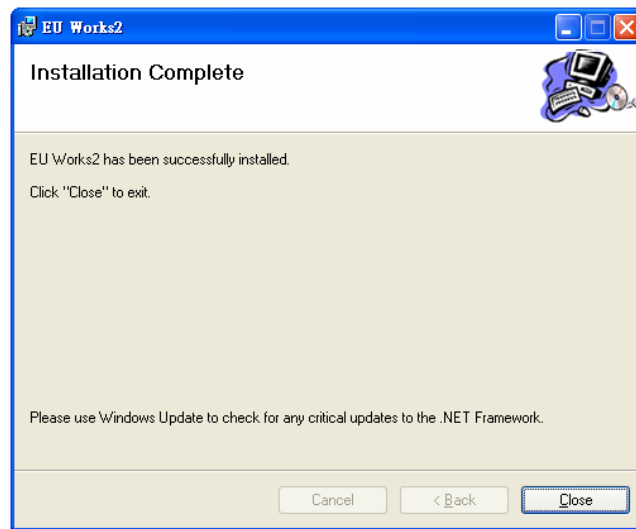 EU Works2
Installation Complete
EU Works2 has been successfully installed.
Click "Close" to exit.
Please use Windows Update to check for any critical updates to the .NET Framework.
Cancel
< Back
Close